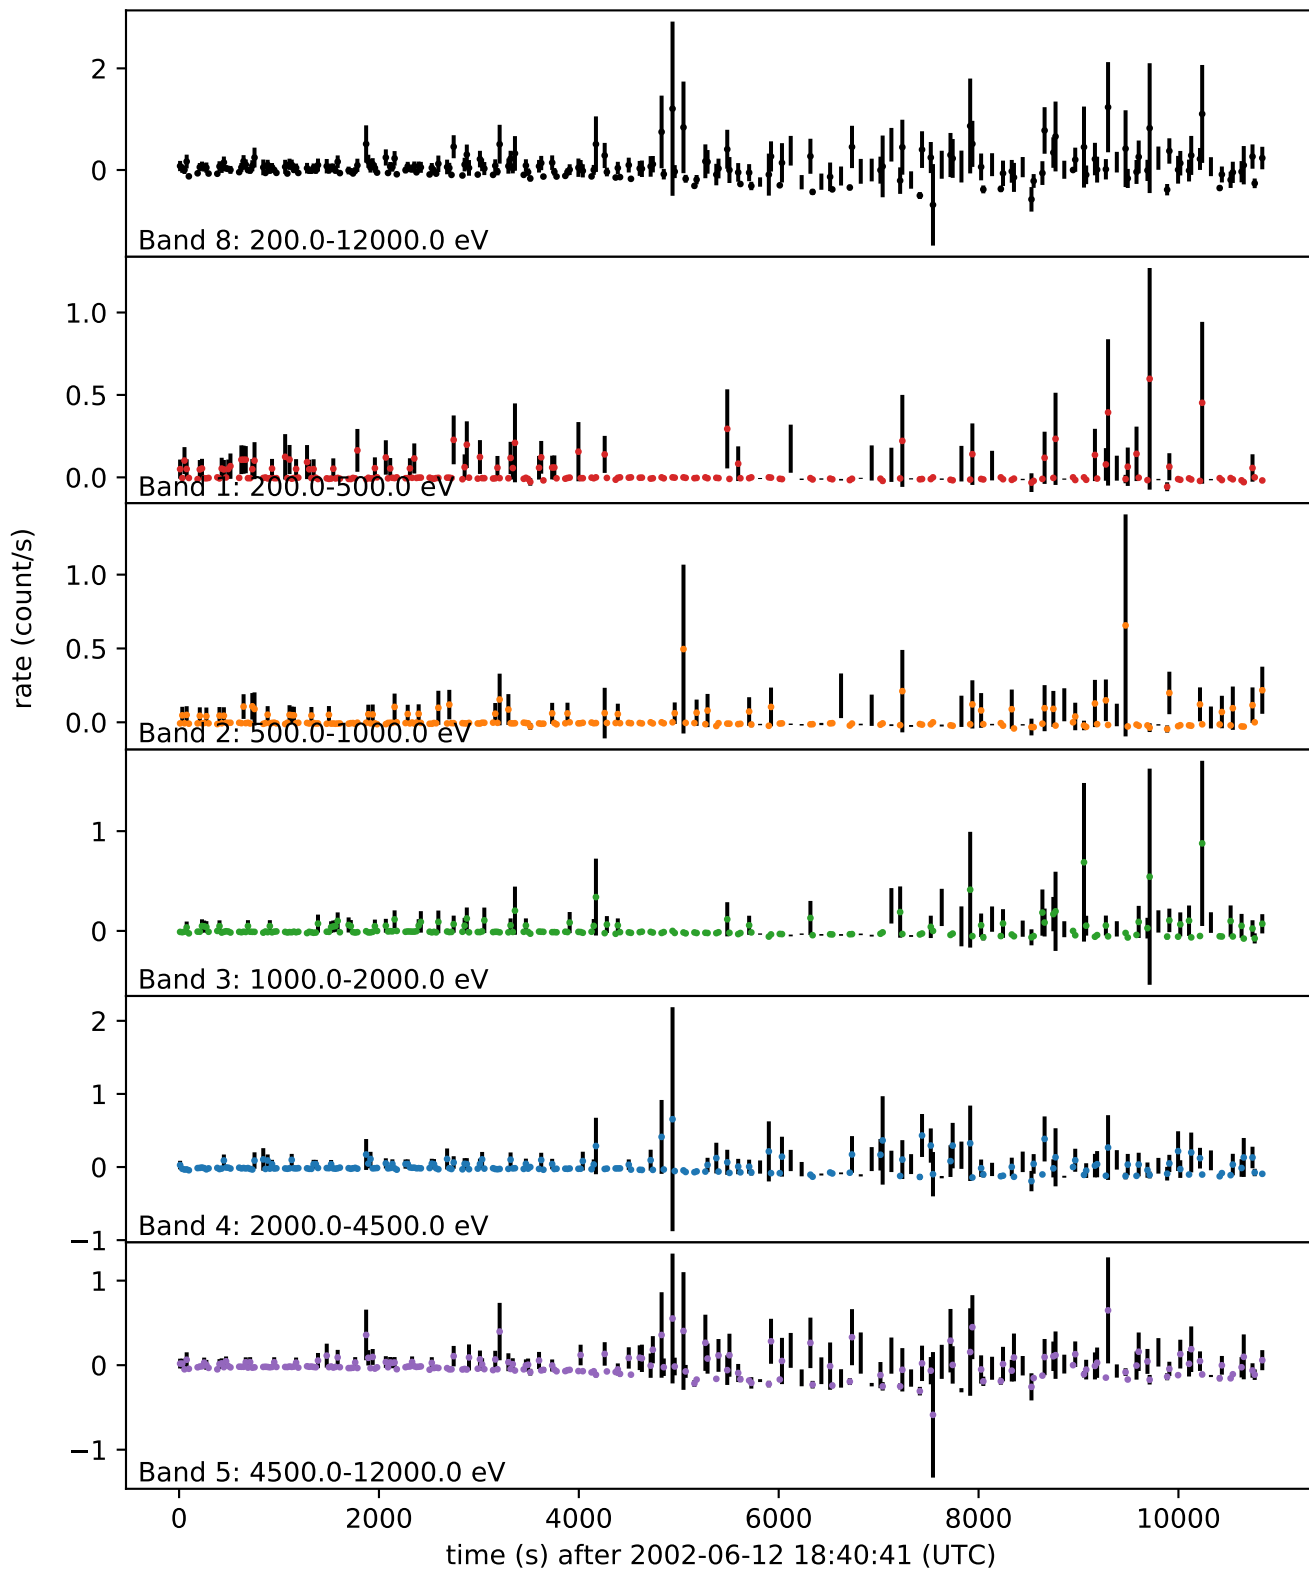 2
0
Band 8: 200.0-12000.0 eV
1.0
0.5
0.0
Band 1: 200.0-500.0 eV
1.0
0.5
0.0
Band 2: 500.0-1000.0 eV
rate (count/s)
1
0
Band 3: 1000.0-2000.0 eV
2
1
0
−1
Band 4: 2000.0-4500.0 eV
1
0
−1
Band 5: 4500.0-12000.0 eV
0 2000 4000 6000 8000 10000
time (s) after 2002-06-12 18:40:41 (UTC)